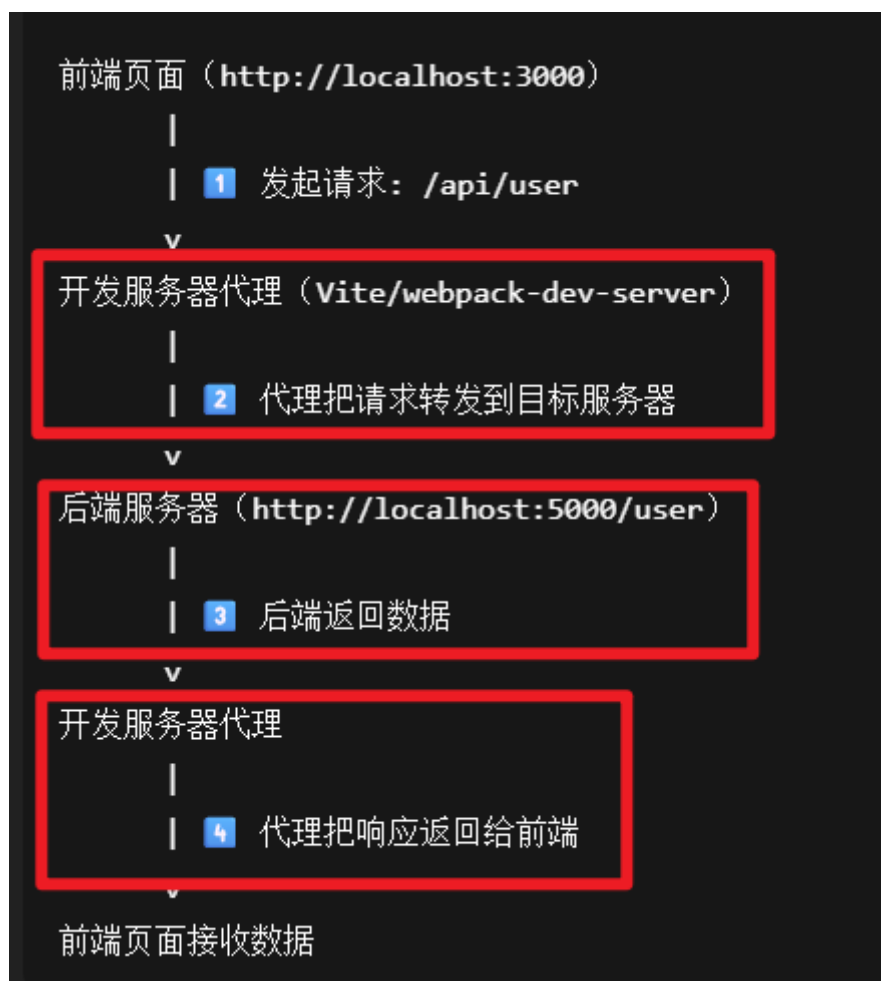 前端页面（http://localhost:3000）
|
| 1️⃣ 发起请求: /api/user
v
开发服务器代理（Vite/webpack-dev-server）
|
| 2️⃣ 代理把请求转发到目标服务器
v
后端服务器（http://localhost:5000/user）
|
| 3️⃣ 后端返回数据
v
开发服务器代理
|
| 4️⃣ 代理把响应返回给前端
v
前端页面接收数据